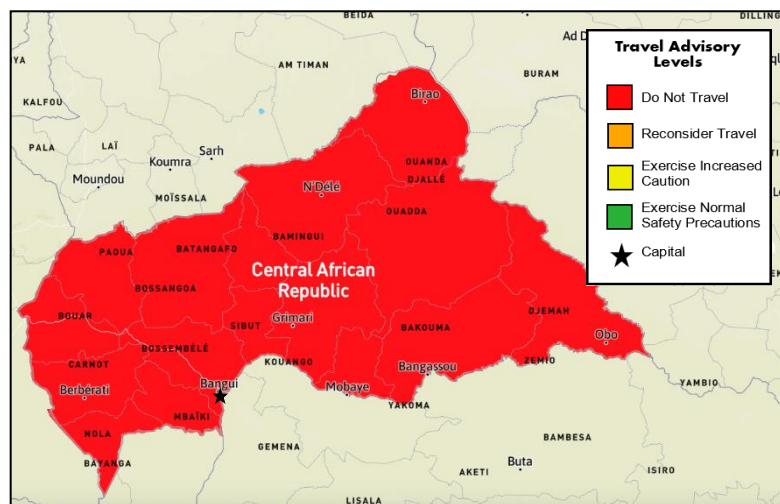 BEIDA
DILLING
Ad D
YA
AM TIMAN
BURAM
KALFOU
Birao
PALA
LAÏ
Koumra
Sarh
Moundou
MOÏSSALA
N'Délé
OUANDA
DJALLÉ
OUADDA
PAOUA
BATANGAFO
BAMINGUI
Central African
Republic
BOSSANGOA
BOUAR
SIBUT
Grimari
BAKOUMA
DJEMAH
Obo
BOSSEMBÉLÉ
CARNOT
KOUANGO
Bangassou
ZEMIO
Berbérati
Bangui
Mobaye
YAKOMA
YAMBIO
MBAÏKI
NOLA
BAYANGA
GEMENA
BAMBESA
AKETI
Buta
ISIRO
LISALA
Travel Advisory
Levels
Do Not Travel
Reconsider Travel
Exercise Increased
Caution
Exercise Normal
Safety Precautions
Capital